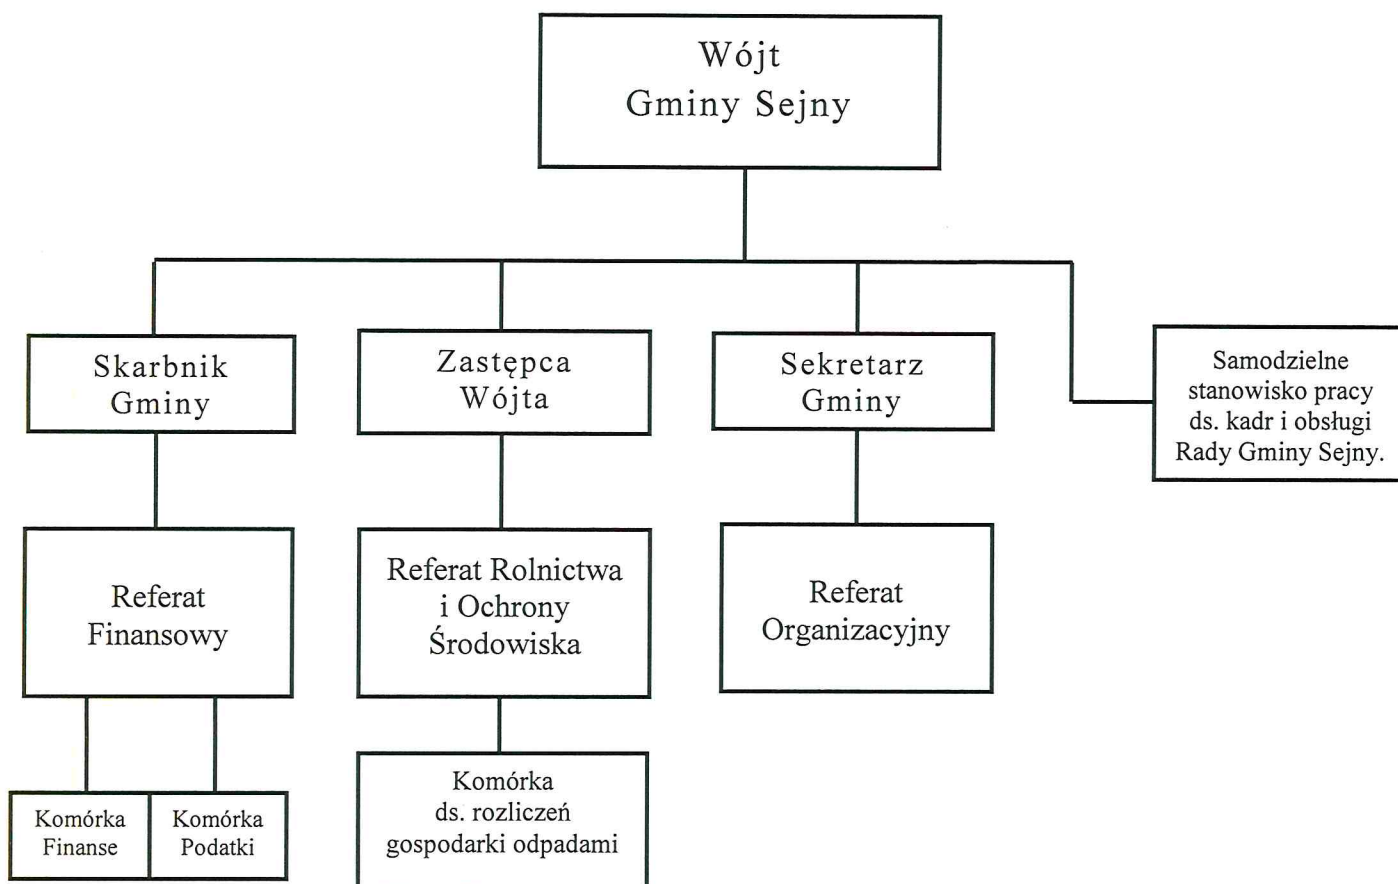 Wójt
Gminy Sejny
Skarbnik
Gminy
Zastępca
Wójta
Sekretarz
Gminy
Samodzielne
stanowisko pracy
ds. kadr i obsługi
Rady Gminy Sejny.
Referat
Finansowy
Referat Rolnictwa
i Ochrony
Środowiska
Referat
Organizacyjny
Komórka
Finanse
Komórka
Podatki
Komórka
ds. rozliczeń
gospodarki odpadami